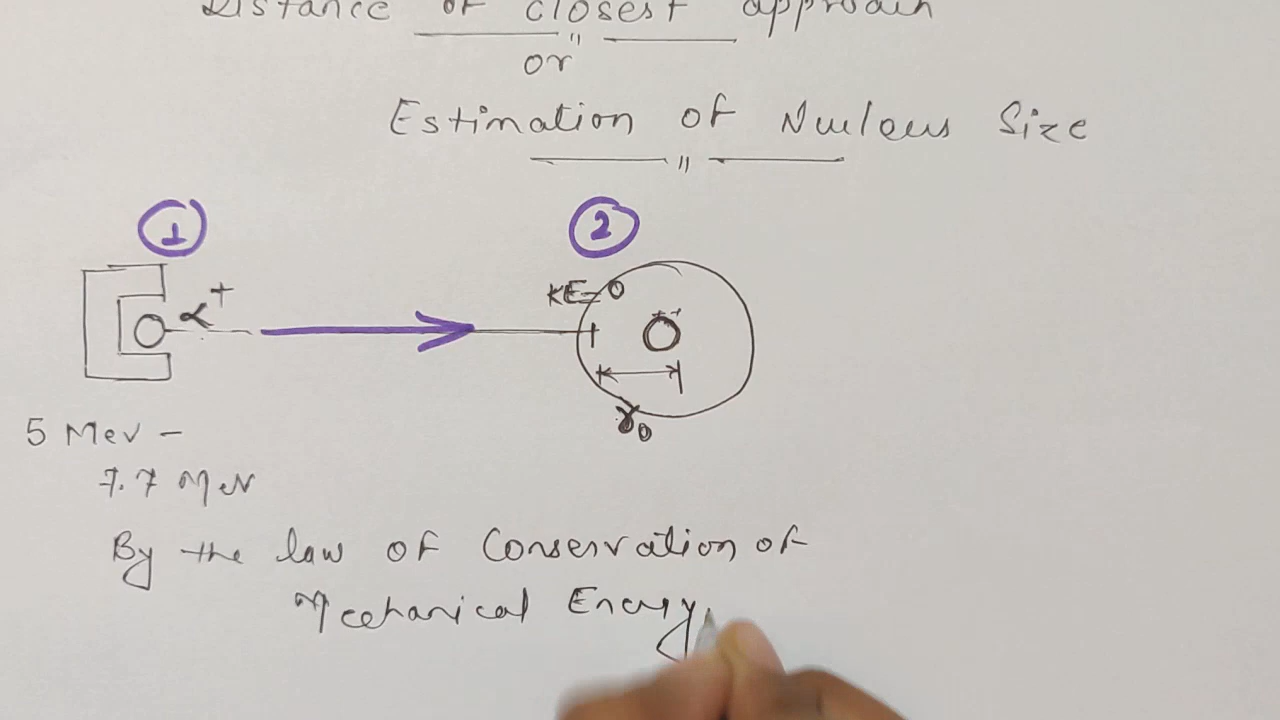 Distance of closest approach
or
Estimation of Nucleus Size
1
2
KE=0
α+
++
r0
5 Mev -
7.7 Mev
By the law of Conservation of
Mechanical Energy